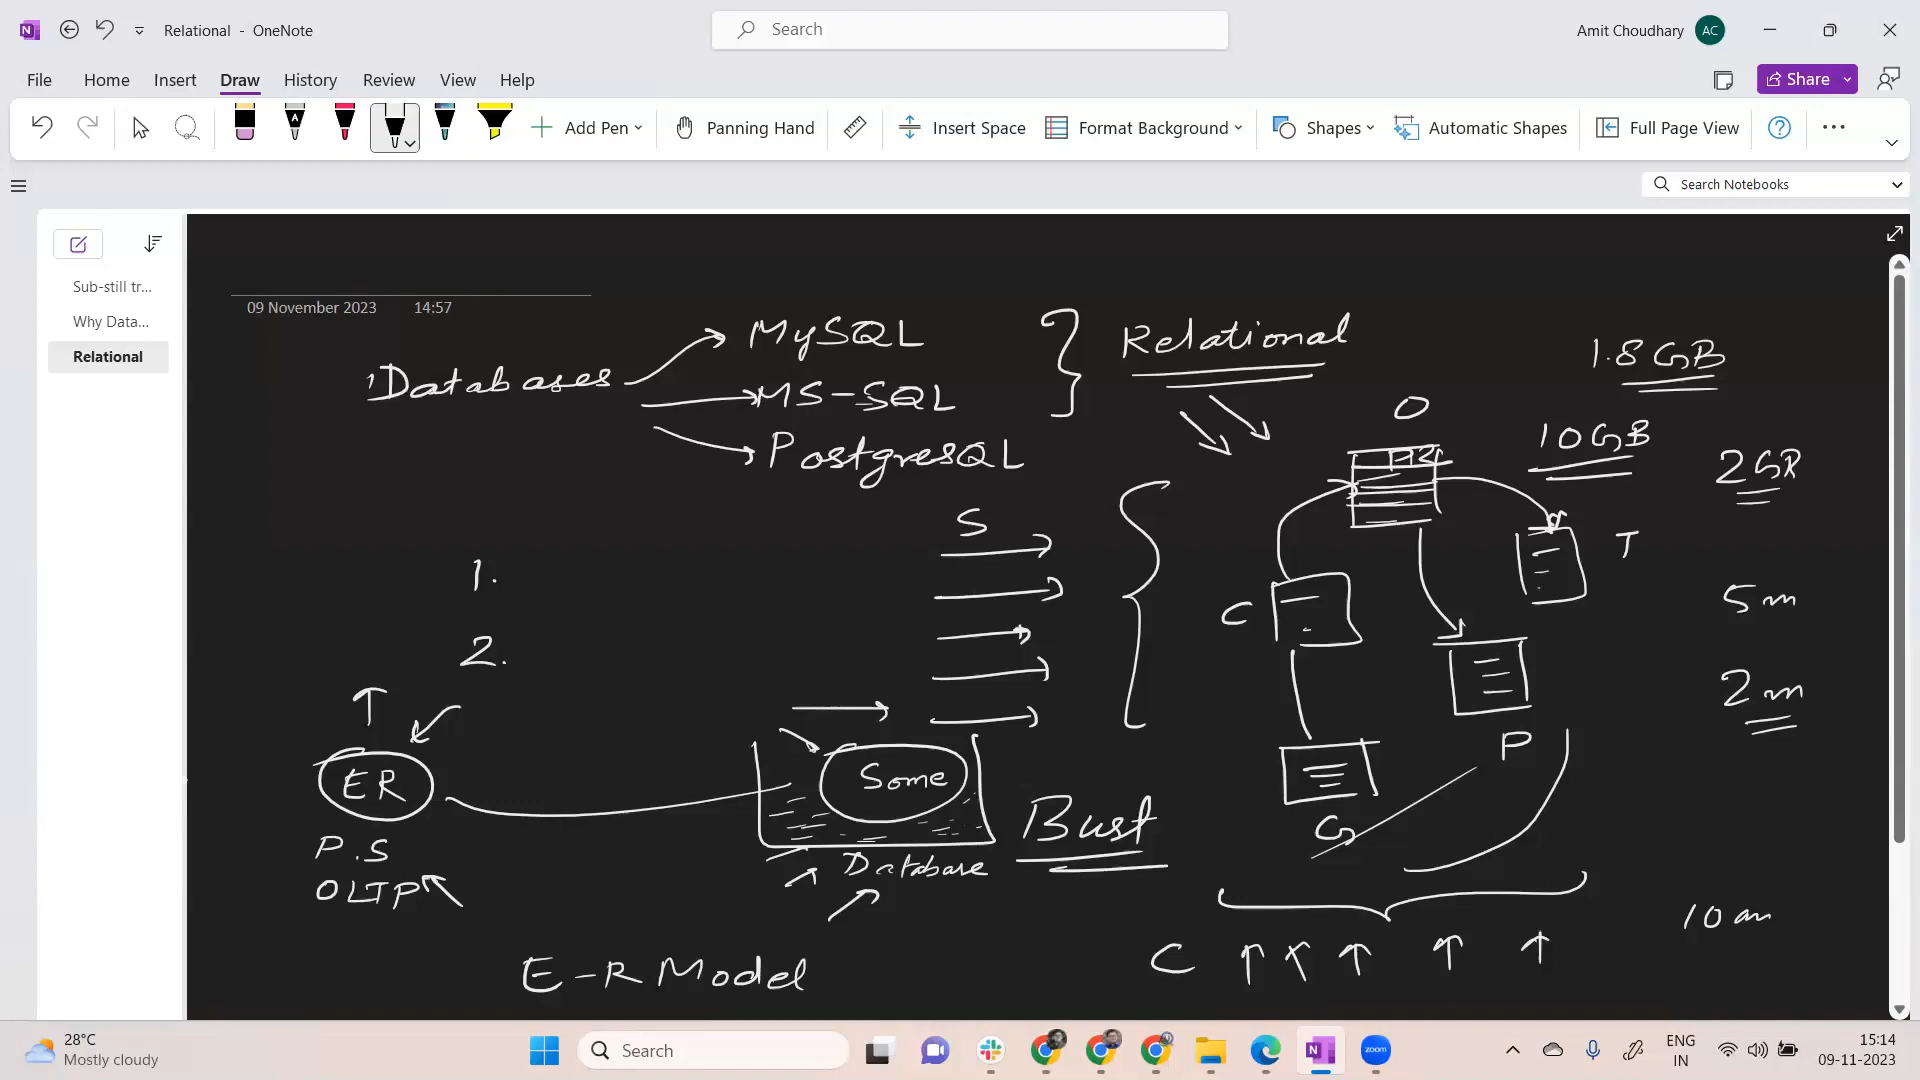 Relational - OneNote
Search
Amit Choudhary
AC
File
Home
Insert
Draw
History
Review
View
Help
Share
Add Pen
Panning Hand
Insert Space
Format Background
Shapes
Automatic Shapes
Full Page View
Search Notebooks
Sub-still tr...
Why Data...
Relational
09 November 2023 14:57
Databases
MySQL
MS-SQL
PostgreSQL
Relational
1.8 GB
O
10 GB
2 GB
S
T
1.
C
5 m
2.
2 m
P
ER
Some
Bust
G
P.S
OLTP
Database
10 am
E-R Model
C
28°C
Mostly cloudy
Search
zoom
ENG
IN
15:14
09-11-2023